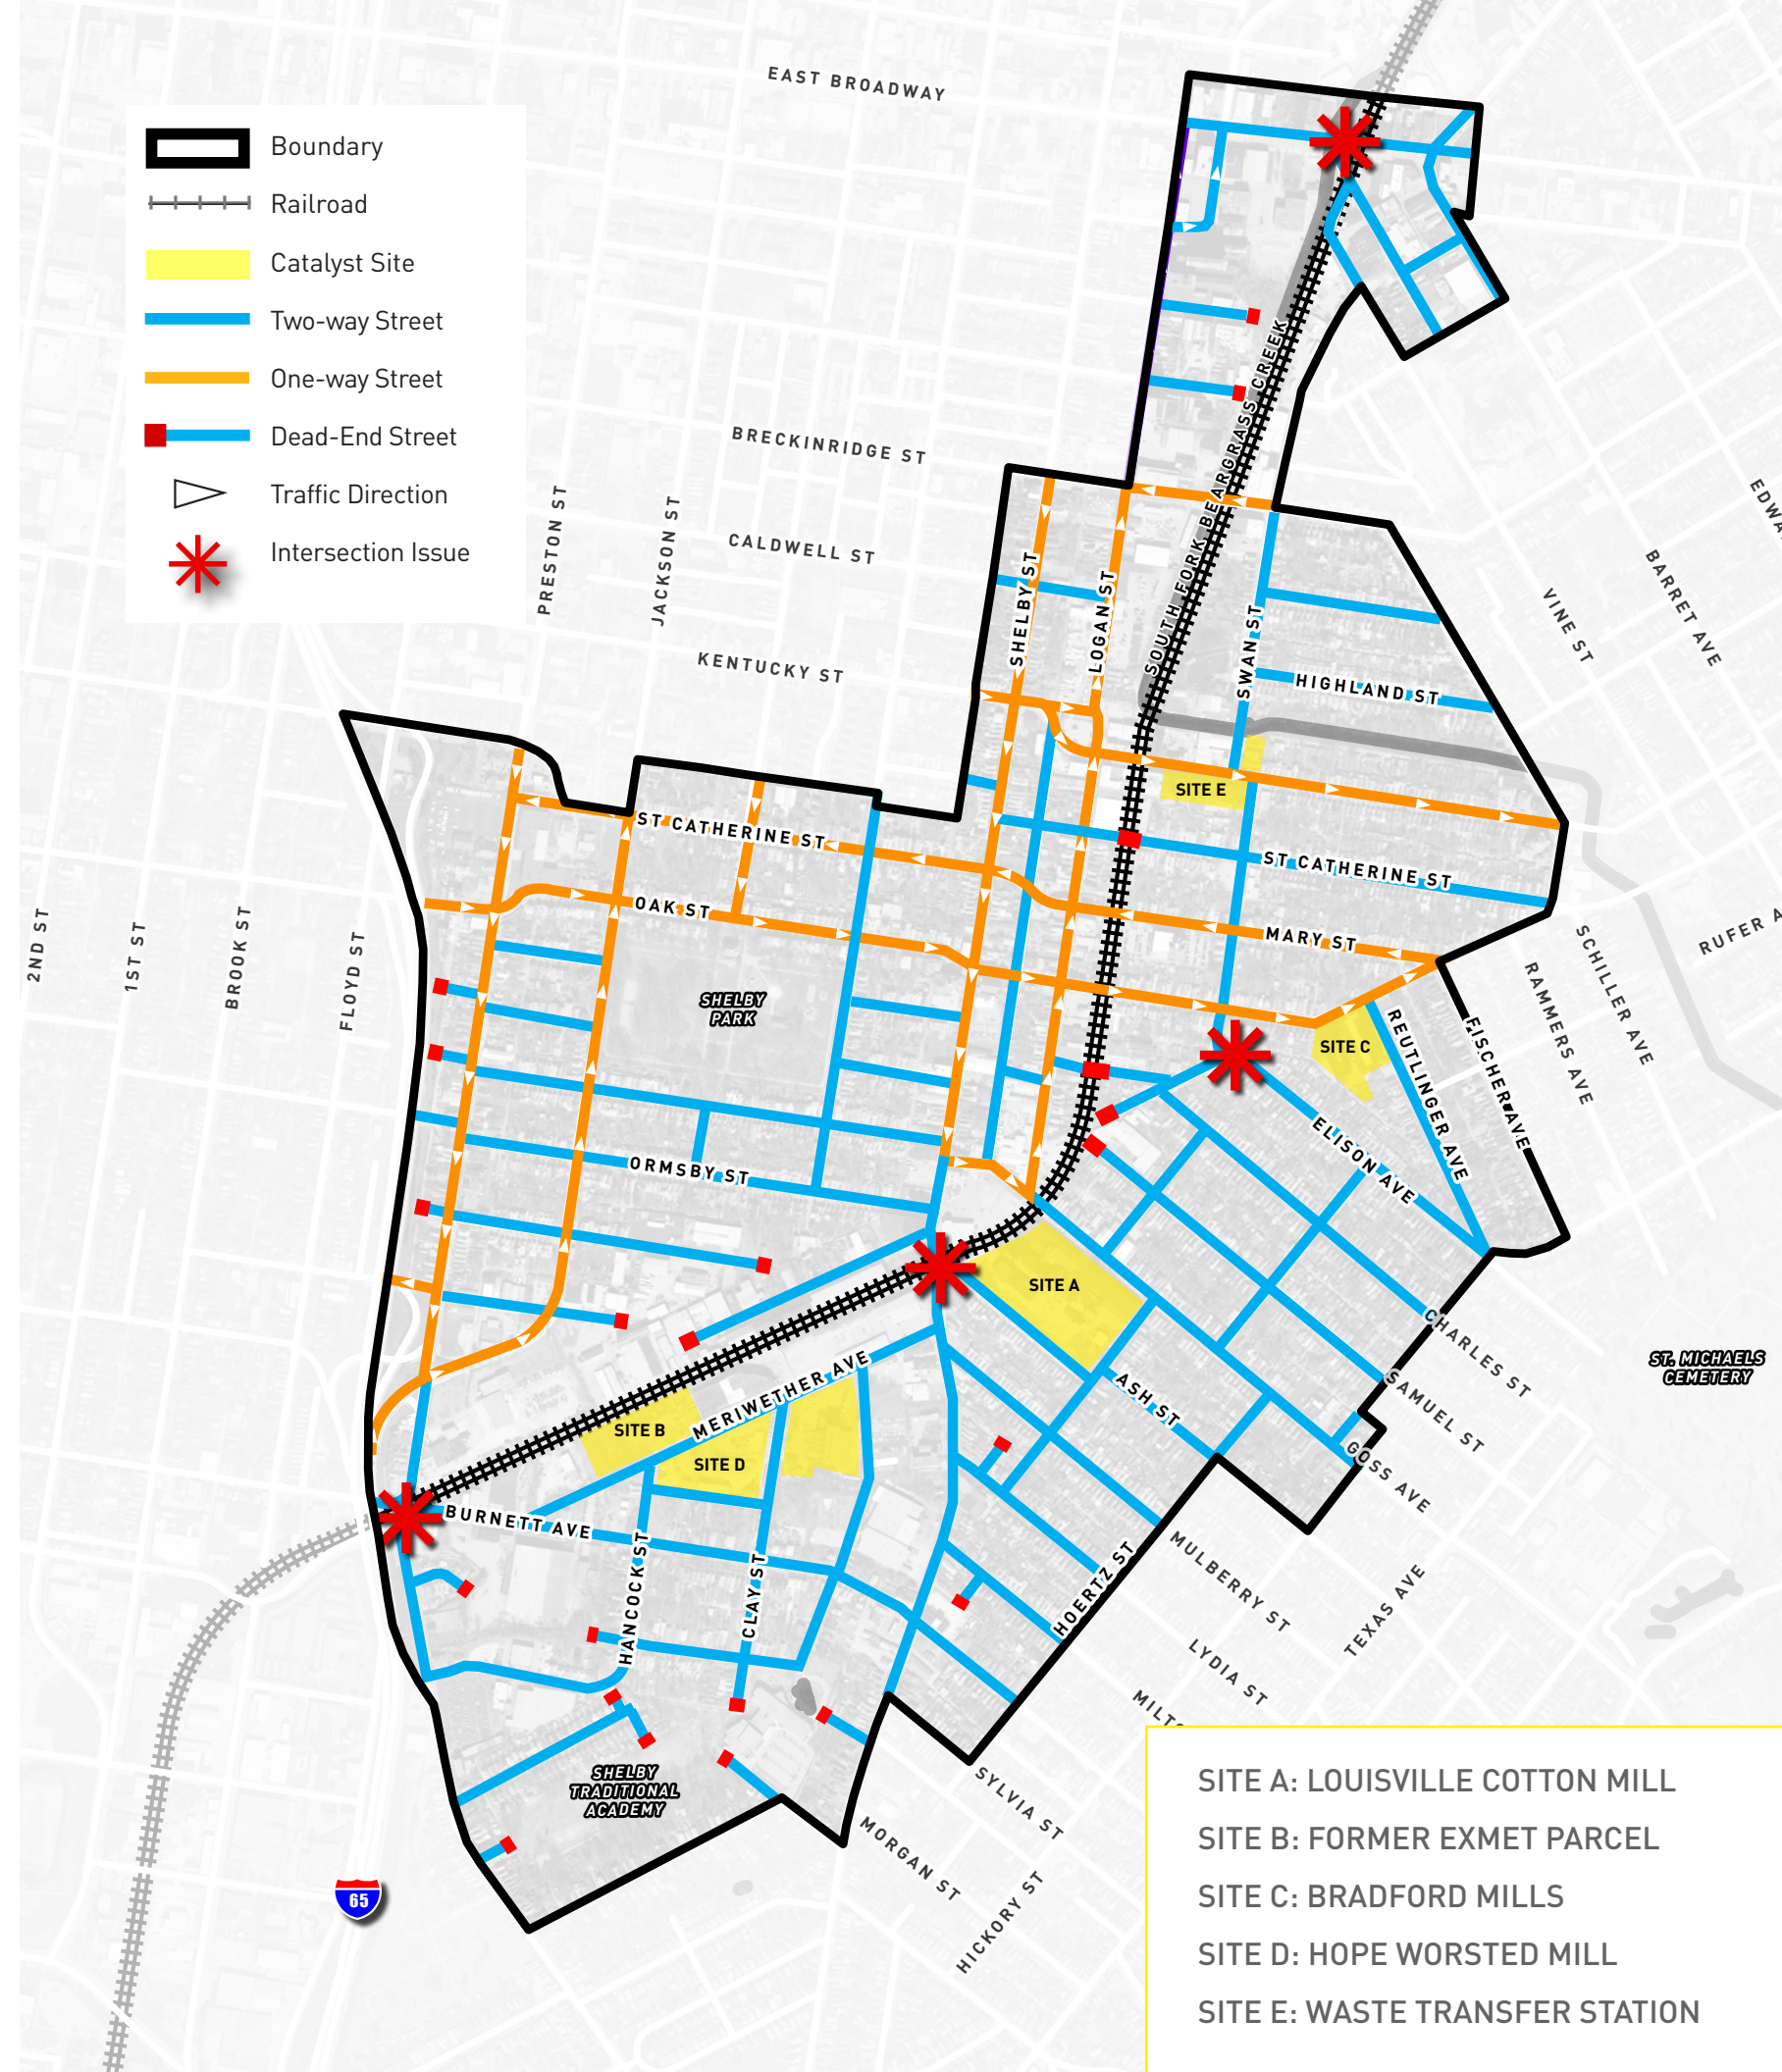 EAST BROADWAY
Boundary
Railroad
Catalyst Site
Two-way Street
One-way Street
Dead-End Street
Traffic Direction
Intersection Issue
BRECKINRIDGE ST
CALDWELL ST
KENTUCKY ST
PRESTON ST
JACKSON ST
SHELBY ST
LOGAN ST
SOUTH FORK BEARGRASS CREEK
SWAN ST
HIGHLAND ST
VINE ST
BARRET AVE
SITE E
ST CATHERINE ST
ST CATHERINE ST
OAK ST
MARY ST
2ND ST
1ST ST
BROOK ST
FLOYD ST
SHELBY
PARK
SITE C
REUTLINGER AVE
FISCHER AVE
RAMMERS AVE
SCHILLER AVE
ELISON AVE
ORMSBY ST
SITE A
CHARLES ST
SAMUEL ST
GOSS AVE
ST. MICHAELS
CEMETERY
ASH ST
MERIWETHER AVE
SITE B
SITE D
BURNETT AVE
HANCOCK ST
CLAY ST
HOERTZ ST
MULBERRY ST
LYDIA ST
TEXAS AVE
SHELBY
TRADITIONAL
ACADEMY
SYLVIA ST
MORGAN ST
HICKORY ST
65
SITE A: LOUISVILLE COTTON MILL
SITE B: FORMER EXMET PARCEL
SITE C: BRADFORD MILLS
SITE D: HOPE WORSTED MILL
SITE E: WASTE TRANSFER STATION